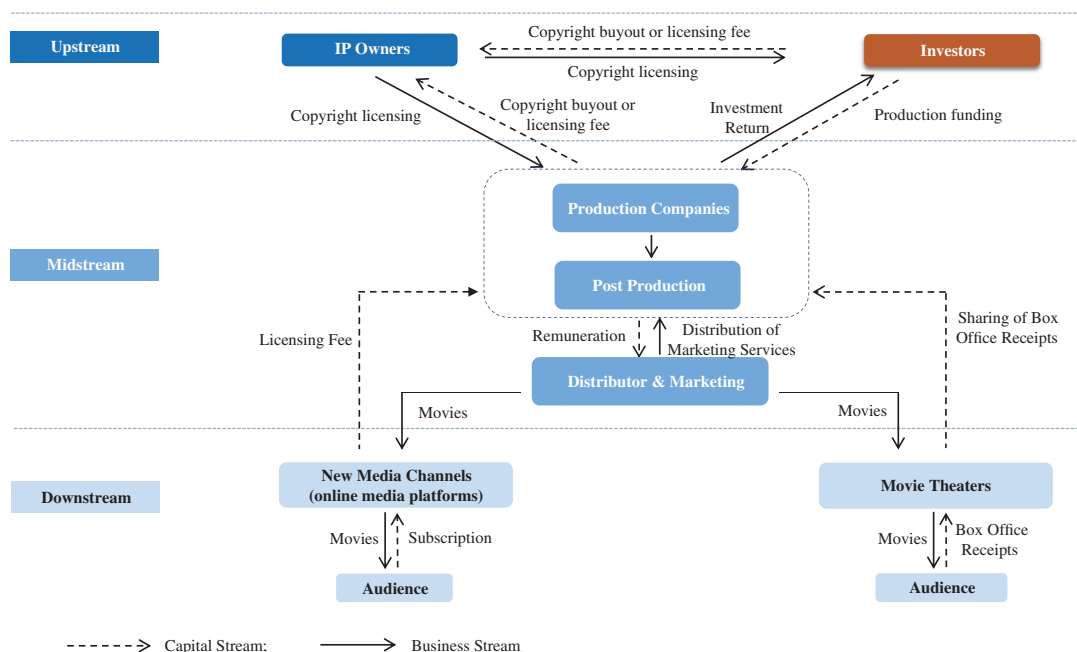 Copyright buyout or licensing fee
Upstream
IP Owners
Investors
Copyright licensing
Copyright licensing
Copyright buyout or
licensing fee
Investment
Return
Production funding
Production Companies
Midstream
Post Production
Licensing Fee
Remuneration
Distribution of
Marketing Services
Sharing of Box
Office Receipts
Distributor & Marketing
Movies
Movies
Downstream
New Media Channels
(online media platforms)
Movie Theaters
Movies
Subscription
Movies
Box Office
Receipts
Audience
Audience
Capital Stream;
Business Stream